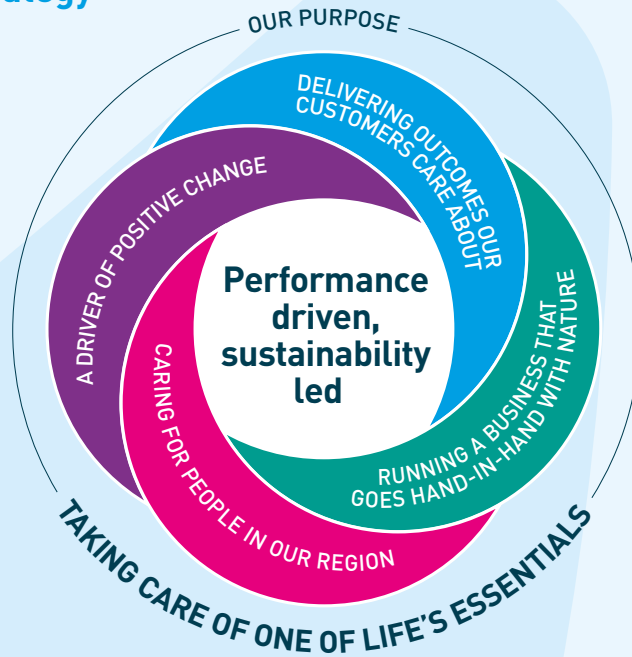 OUR PURPOSE
DELIVERING OUTCOMES OUR
CUSTOMERS CARE ABOUT
A DRIVER OF POSITIVE CHANGE
Performance
driven,
sustainability
led
RUNNING A BUSINESS THAT
GOES HAND-IN-HAND WITH NATURE
CARING FOR PEOPLE IN OUR REGION
TAKING CARE OF ONE OF LIFE'S ESSENTIALS